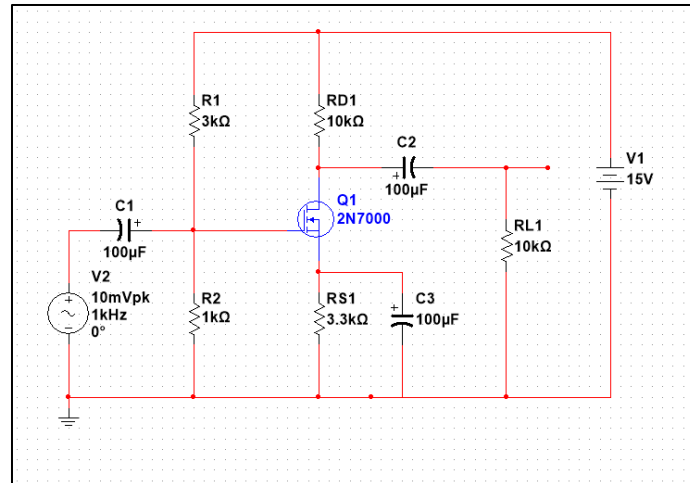 R1
3kΩ
RD1
10kΩ
C2
+
100µF
V1
15V
Q1
2N7000
C1
+
100µF
RL1
10kΩ
V2
10mVpk
1kHz
0°
R2
1kΩ
RS1
3.3kΩ
+
C3
100µF